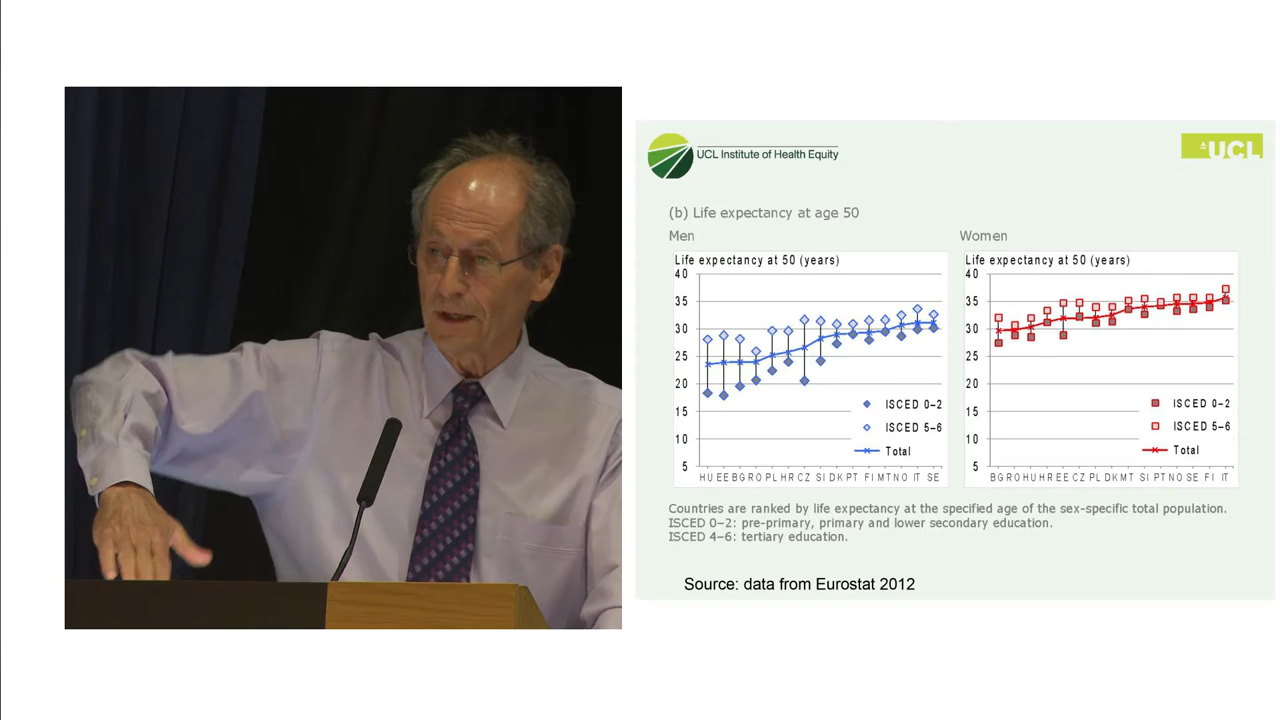 UCL Institute of Health Equity
UCL
(b) Life expectancy at age 50
Men
Women
Life expectancy at 50 (years)
40
35
30
25
20
15
10
5
ISCED 0–2
ISCED 5–6
Total
HU EE BG RO PL HR CZ SI DK PT FI MT NO IT SE
Life expectancy at 50 (years)
40
35
30
25
20
15
10
5
ISCED 0–2
ISCED 5–6
Total
BG RO HU HR EE CZ PL DK MT SI PT NO SE FI IT
Countries are ranked by life expectancy at the specified age of the sex-specific total population.
ISCED 0–2: pre-primary, primary and lower secondary education.
ISCED 4–6: tertiary education.
Source: data from Eurostat 2012